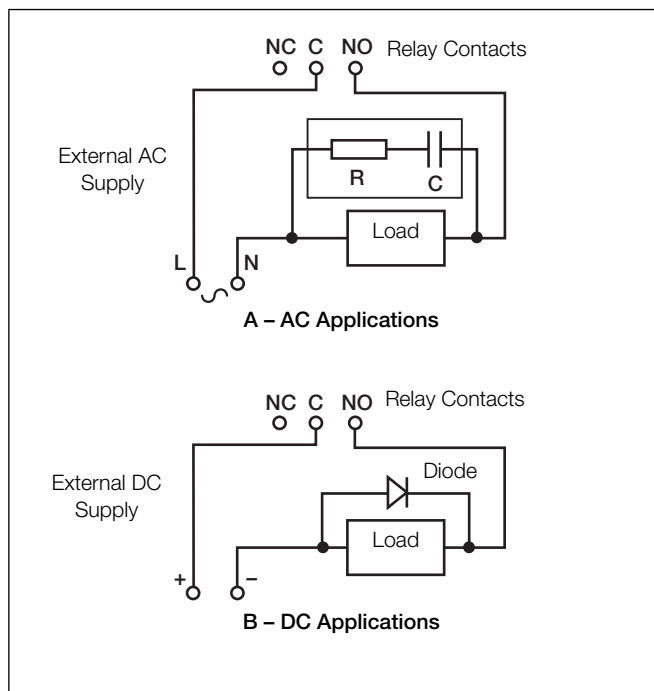 NC C NO Relay Contacts
External AC
Supply
R C
Load
L N
A – AC Applications
NC C NO Relay Contacts
Diode
External DC
Supply
Load
+ –
B – DC Applications